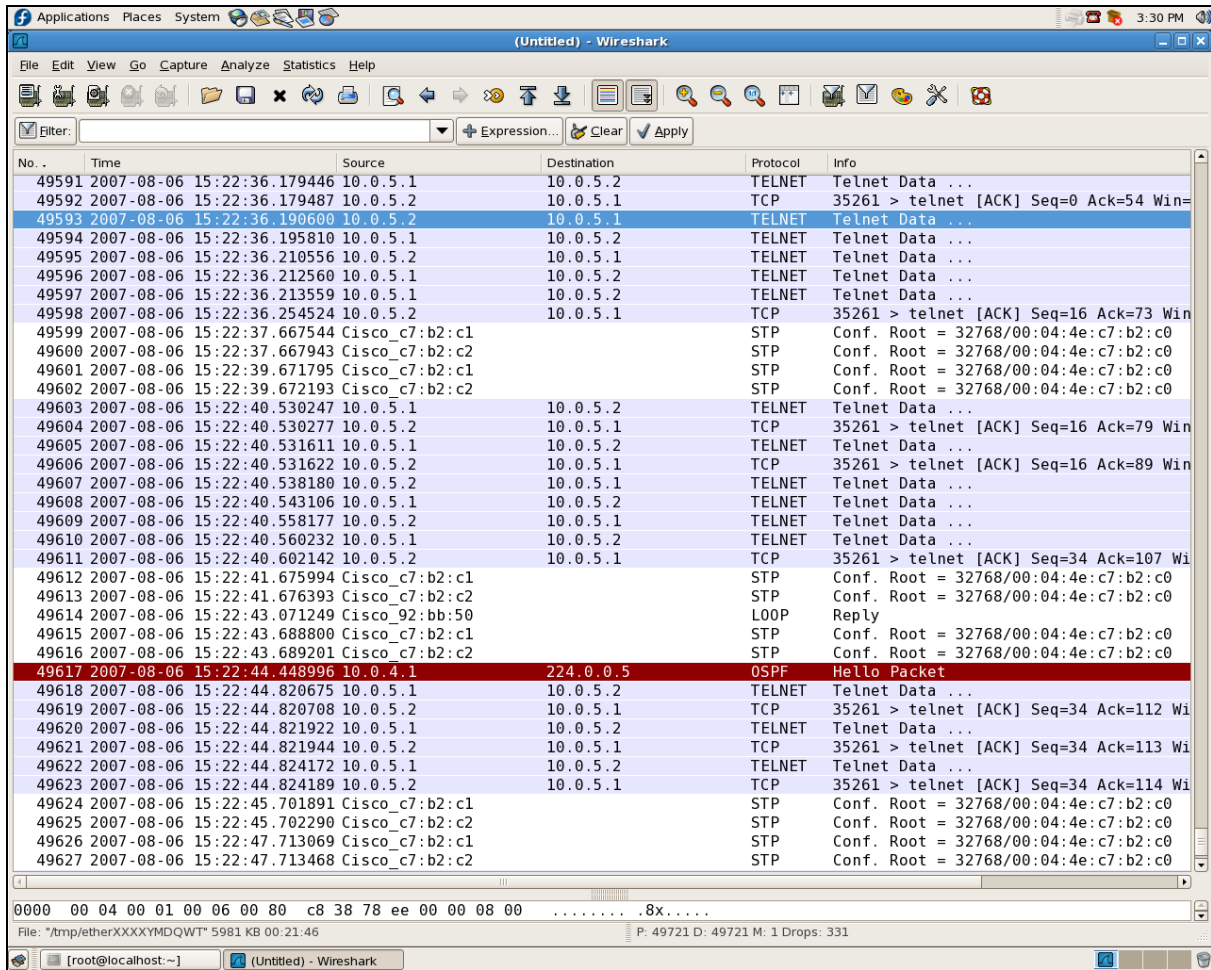 Applications Places System 3:30 PM
(Untitled) - Wireshark
File Edit View Go Capture Analyze Statistics Help
Filter: Expression... Clear Apply
No. . Time Source Destination Protocol Info
49591 2007-08-06 15:22:36.179446 10.0.5.1 10.0.5.2 TELNET Telnet Data ...
49592 2007-08-06 15:22:36.179487 10.0.5.2 10.0.5.1 TCP 35261 > telnet [ACK] Seq=0 Ack=54 Win=
49593 2007-08-06 15:22:36.190600 10.0.5.2 10.0.5.1 TELNET Telnet Data ...
49594 2007-08-06 15:22:36.195810 10.0.5.1 10.0.5.2 TELNET Telnet Data ...
49595 2007-08-06 15:22:36.210556 10.0.5.2 10.0.5.1 TELNET Telnet Data ...
49596 2007-08-06 15:22:36.212560 10.0.5.1 10.0.5.2 TELNET Telnet Data ...
49597 2007-08-06 15:22:36.213559 10.0.5.1 10.0.5.2 TELNET Telnet Data ...
49598 2007-08-06 15:22:36.254524 10.0.5.2 10.0.5.1 TCP 35261 > telnet [ACK] Seq=16 Ack=73 Win
49599 2007-08-06 15:22:37.667544 Cisco_c7:b2:c1 STP Conf. Root = 32768/00:04:4e:c7:b2:c0
49600 2007-08-06 15:22:37.667943 Cisco_c7:b2:c2 STP Conf. Root = 32768/00:04:4e:c7:b2:c0
49601 2007-08-06 15:22:39.671795 Cisco_c7:b2:c1 STP Conf. Root = 32768/00:04:4e:c7:b2:c0
49602 2007-08-06 15:22:39.672193 Cisco_c7:b2:c2 STP Conf. Root = 32768/00:04:4e:c7:b2:c0
49603 2007-08-06 15:22:40.530247 10.0.5.1 10.0.5.2 TELNET Telnet Data ...
49604 2007-08-06 15:22:40.530277 10.0.5.2 10.0.5.1 TCP 35261 > telnet [ACK] Seq=16 Ack=79 Win
49605 2007-08-06 15:22:40.531611 10.0.5.1 10.0.5.2 TELNET Telnet Data ...
49606 2007-08-06 15:22:40.531622 10.0.5.2 10.0.5.1 TCP 35261 > telnet [ACK] Seq=16 Ack=89 Win
49607 2007-08-06 15:22:40.538180 10.0.5.2 10.0.5.1 TELNET Telnet Data ...
49608 2007-08-06 15:22:40.543106 10.0.5.1 10.0.5.2 TELNET Telnet Data ...
49609 2007-08-06 15:22:40.558177 10.0.5.2 10.0.5.1 TELNET Telnet Data ...
49610 2007-08-06 15:22:40.560232 10.0.5.1 10.0.5.2 TELNET Telnet Data ...
49611 2007-08-06 15:22:40.602142 10.0.5.2 10.0.5.1 TCP 35261 > telnet [ACK] Seq=34 Ack=107 Wi
49612 2007-08-06 15:22:41.675994 Cisco_c7:b2:c1 STP Conf. Root = 32768/00:04:4e:c7:b2:c0
49613 2007-08-06 15:22:41.676393 Cisco_c7:b2:c2 STP Conf. Root = 32768/00:04:4e:c7:b2:c0
49614 2007-08-06 15:22:43.071249 Cisco_92:bb:50 LOOP Reply
49615 2007-08-06 15:22:43.688800 Cisco_c7:b2:c1 STP Conf. Root = 32768/00:04:4e:c7:b2:c0
49616 2007-08-06 15:22:43.689201 Cisco_c7:b2:c2 STP Conf. Root = 32768/00:04:4e:c7:b2:c0
49617 2007-08-06 15:22:44.448996 10.0.4.1 224.0.0.5 OSPF Hello Packet
49618 2007-08-06 15:22:44.820675 10.0.5.1 10.0.5.2 TELNET Telnet Data ...
49619 2007-08-06 15:22:44.820708 10.0.5.2 10.0.5.1 TCP 35261 > telnet [ACK] Seq=34 Ack=112 Wi
49620 2007-08-06 15:22:44.821922 10.0.5.1 10.0.5.2 TELNET Telnet Data ...
49621 2007-08-06 15:22:44.821944 10.0.5.2 10.0.5.1 TCP 35261 > telnet [ACK] Seq=34 Ack=113 Wi
49622 2007-08-06 15:22:44.824172 10.0.5.1 10.0.5.2 TELNET Telnet Data ...
49623 2007-08-06 15:22:44.824189 10.0.5.2 10.0.5.1 TCP 35261 > telnet [ACK] Seq=34 Ack=114 Wi
49624 2007-08-06 15:22:45.701891 Cisco_c7:b2:c1 STP Conf. Root = 32768/00:04:4e:c7:b2:c0
49625 2007-08-06 15:22:45.702290 Cisco_c7:b2:c2 STP Conf. Root = 32768/00:04:4e:c7:b2:c0
49626 2007-08-06 15:22:47.713069 Cisco_c7:b2:c1 STP Conf. Root = 32768/00:04:4e:c7:b2:c0
49627 2007-08-06 15:22:47.713468 Cisco_c7:b2:c2 STP Conf. Root = 32768/00:04:4e:c7:b2:c0
0000 00 04 00 01 00 06 00 80 c8 38 78 ee 00 00 08 00 ........ .8x.....
File: "/tmp/etherXXXXYMDQWT" 5981 KB 00:21:46 P: 49721 D: 49721 M: 1 Drops: 331
[root@localhost:~] (Untitled) - Wireshark